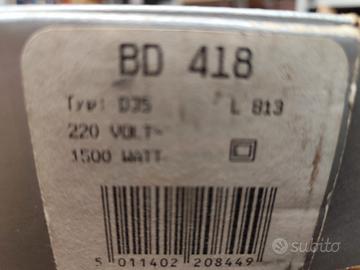 BD 418
Typ: D35 L 813
220 VOLT~
1500 WATT
5 011402 208449
subito